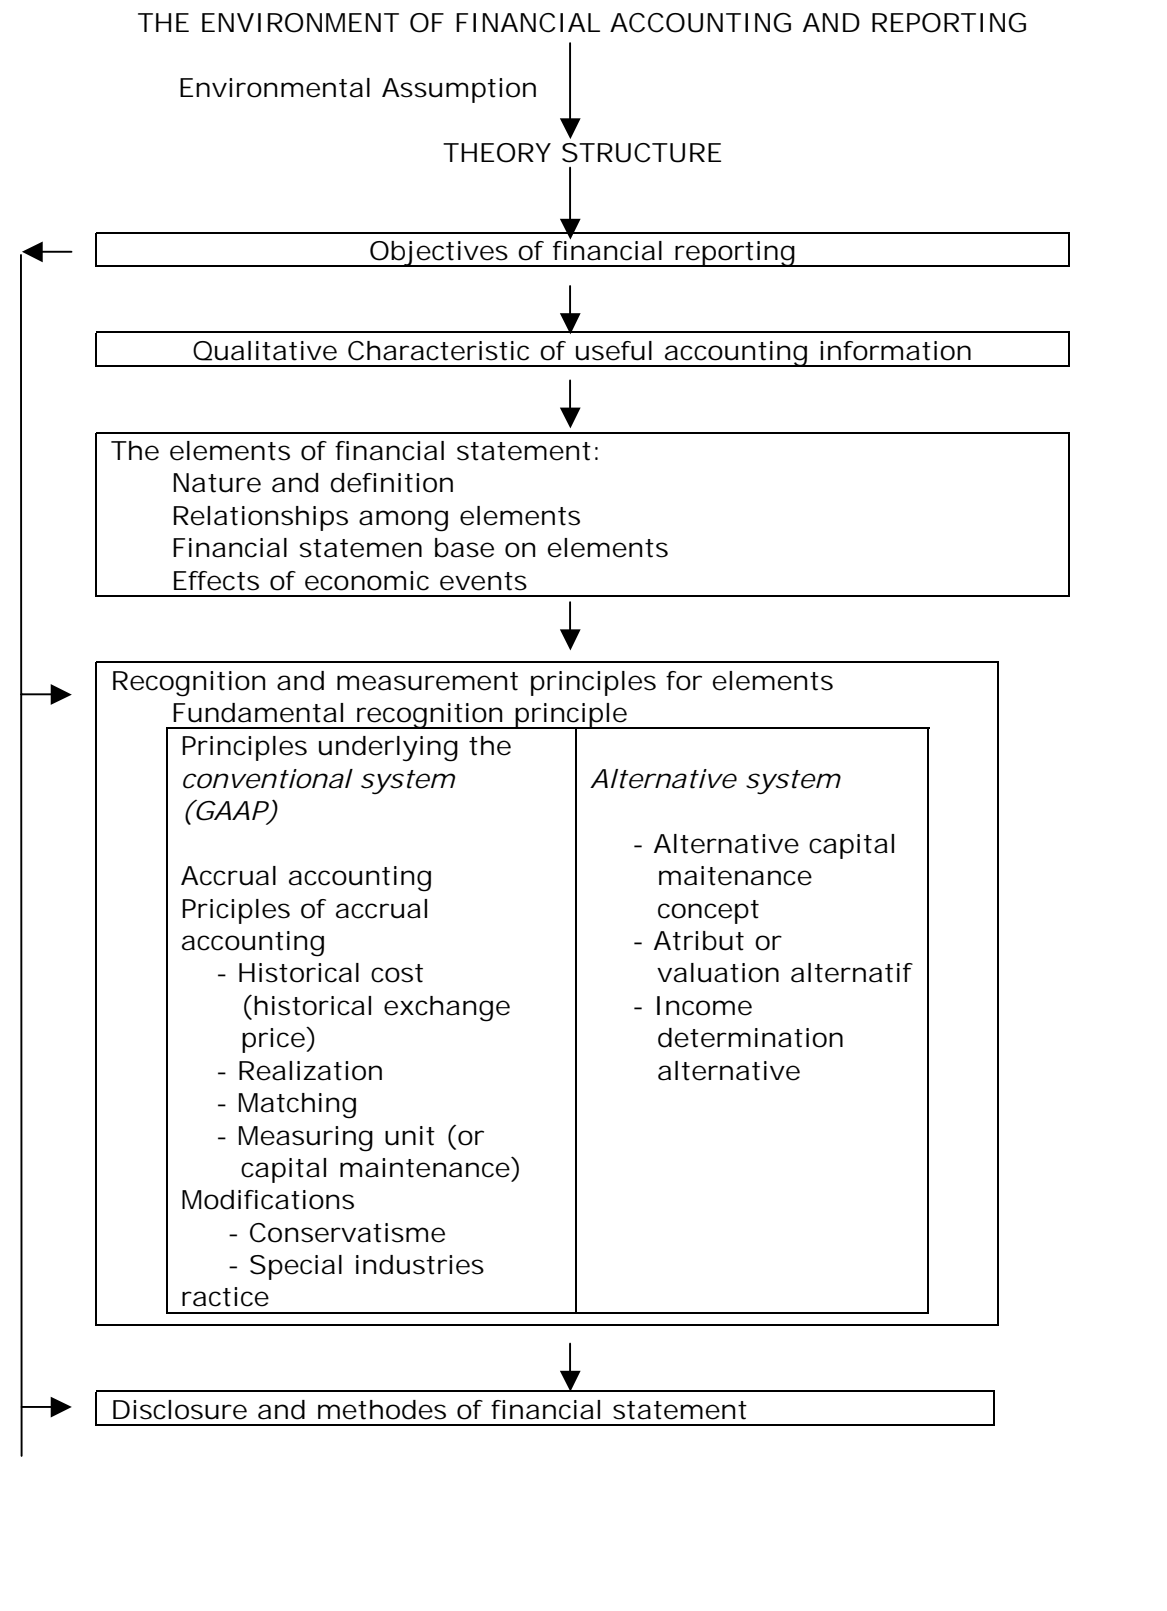 THE ENVIRONMENT OF FINANCIAL ACCOUNTING AND REPORTING
Environmental Assumption
THEORY STRUCTURE
Objectives of financial reporting
Qualitative Characteristic of useful accounting information
The elements of financial statement:
Nature and definition
Relationships among elements
Financial statemen base on elements
Effects of economic events
Recognition and measurement principles for elements
Fundamental recognition principle
Principles underlying the
conventional system
(GAAP)
Accrual accounting
Priciples of accrual
accounting
- Historical cost
(historical exchange
price)
- Realization
- Matching
- Measuring unit (or
capital maintenance)
Modifications
- Conservatisme
- Special industries
ractice
Alternative system
- Alternative capital
maitenance
concept
- Atribut or
valuation alternatif
- Income
determination
alternative
Disclosure and methodes of financial statement